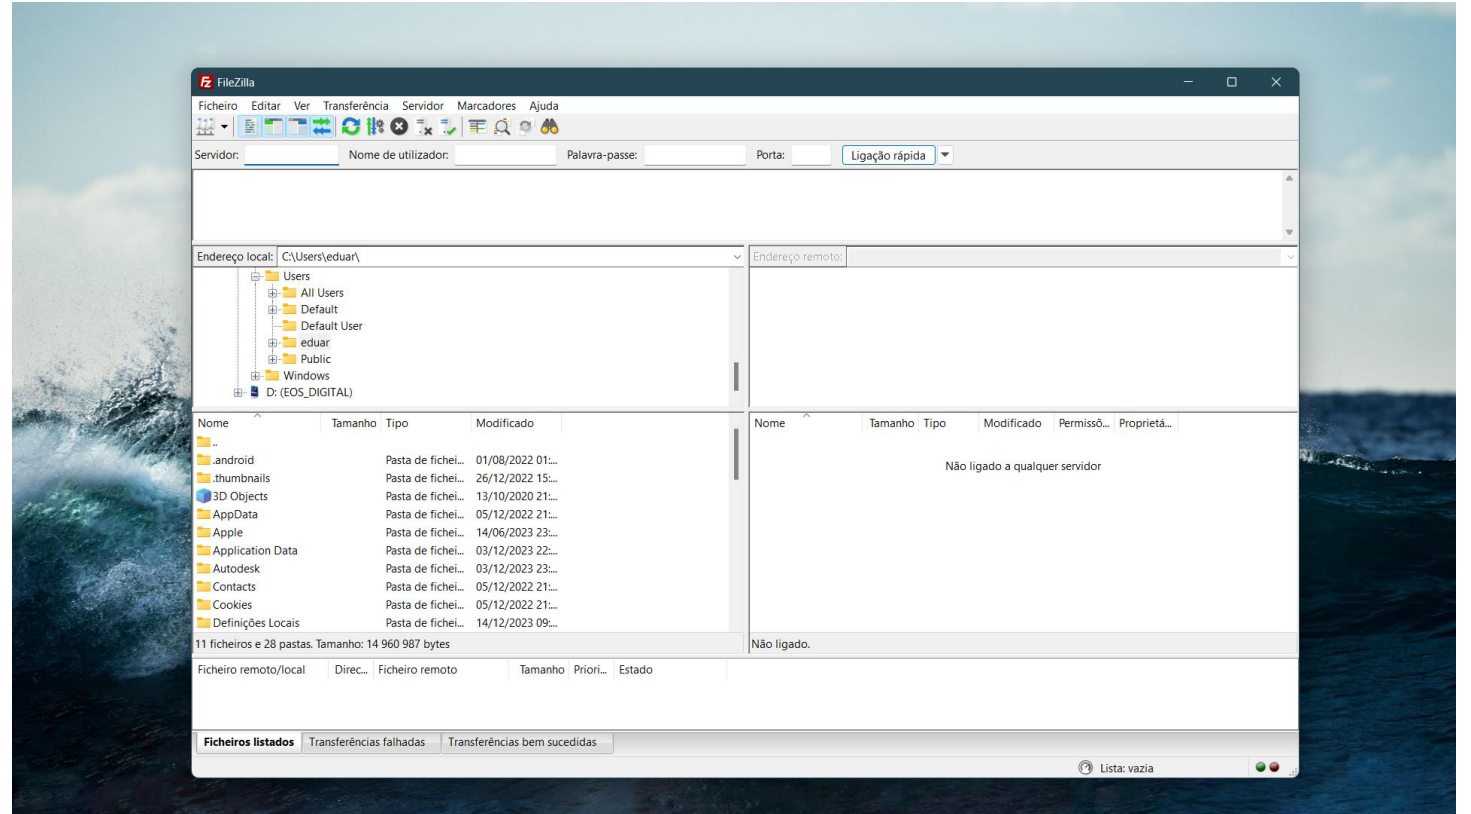 FileZilla
Ficheiro Editar Ver Transferência Servidor Marcadores Ajuda
Servidor: Nome de utilizador: Palavra-passe: Porta: Ligação rápida
Endereço local: C:\Users\eduar\
Endereço remoto:
Users
All Users
Default
Default User
eduar
Public
Windows
D: (EOS_DIGITAL)
Nome Tamanho Tipo Modificado
..
.android Pasta de fichei... 01/08/2022 01:...
.thumbnails Pasta de fichei... 26/12/2022 15:...
3D Objects Pasta de fichei... 13/10/2020 21:...
AppData Pasta de fichei... 05/12/2022 21:...
Apple Pasta de fichei... 14/06/2023 23:...
Application Data Pasta de fichei... 03/12/2023 22:...
Autodesk Pasta de fichei... 03/12/2023 23:...
Contacts Pasta de fichei... 05/12/2022 21:...
Cookies Pasta de fichei... 05/12/2022 21:...
Definições Locais Pasta de fichei... 14/12/2023 09:...
11 ficheiros e 28 pastas. Tamanho: 14 960 987 bytes
Nome Tamanho Tipo Modificado Permissõ... Proprietá...
Não ligado a qualquer servidor
Não ligado.
Ficheiro remoto/local Direc... Ficheiro remoto Tamanho Priori... Estado
Ficheiros listados Transferências falhadas Transferências bem sucedidas
Lista: vazia